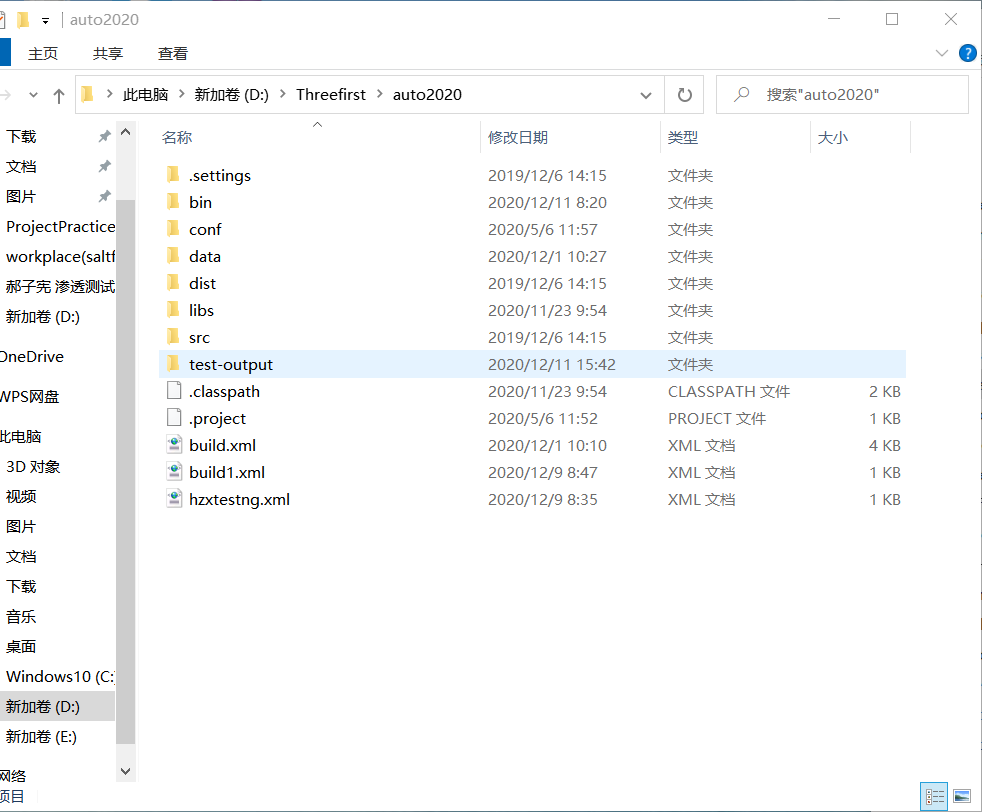 auto2020
主页 共享 查看
此电脑 新加卷 (D:) Threefirst auto2020
搜索"auto2020"
名称 修改日期 类型 大小
.settings 2019/12/6 14:15 文件夹
bin 2020/12/11 8:20 文件夹
conf 2020/5/6 11:57 文件夹
data 2020/12/1 10:27 文件夹
dist 2019/12/6 14:15 文件夹
libs 2020/11/23 9:54 文件夹
src 2019/12/6 14:15 文件夹
test-output 2020/12/11 15:42 文件夹
.classpath 2020/11/23 9:54 CLASSPATH 文件 2 KB
.project 2020/5/6 11:52 PROJECT 文件 1 KB
build.xml 2020/12/1 10:10 XML 文档 4 KB
build1.xml 2020/12/9 8:47 XML 文档 1 KB
hzxtestng.xml 2020/12/9 8:35 XML 文档 1 KB
下载
文档
图片
ProjectPractice
workplace(saltf
郝子宪 渗透测试
新加卷 (D:)
OneDrive
WPS网盘
此电脑
3D 对象
视频
图片
文档
下载
音乐
桌面
Windows10 (C:)
新加卷 (D:)
新加卷 (E:)
网络
项目